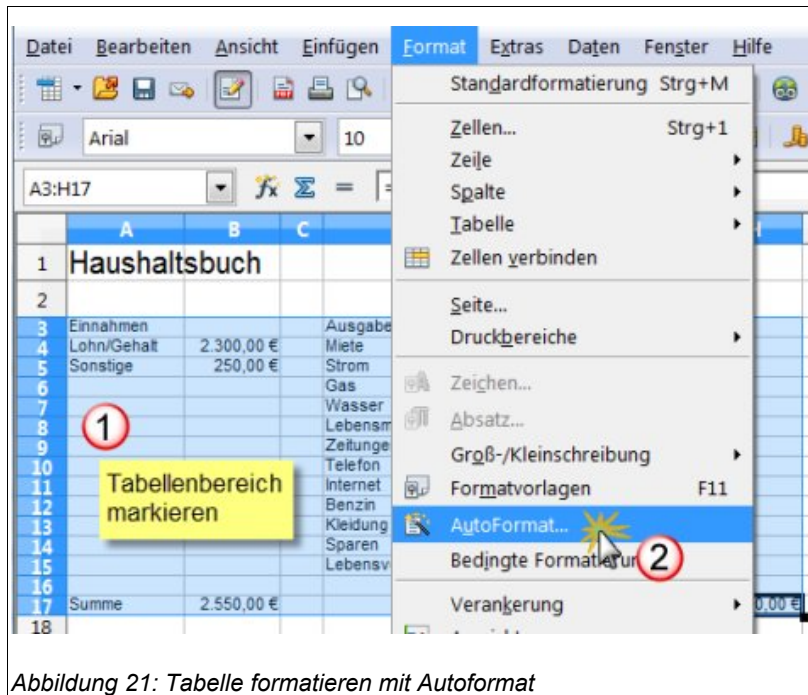 Datei Bearbeiten Ansicht Einfügen Format Extras Daten Fenster Hilfe
Standardformatierung Strg+M
Arial 10
Zellen... Strg+1
Zeile
A3:H17
Spalte
Tabelle
A B C
Zellen verbinden
1 Haushaltsbuch
2
Seite...
Druckbereiche
3 Einnahmen
4 Lohn/Gehalt 2.300,00 € Miete
5 Sonstige 250,00 € Strom
6 Gas
Zeichen...
7 Wasser
8
Absatz...
9
Groß-/Kleinschreibung
10 Telefon
11 Internet
Formatvorlagen F11
12 Benzin
13 Kleidung
AutoFormat...
14 Sparen
15
Bedingte
16
17 Summe 2.550,00 €
Verankerung
18
1
Tabellenbereich
markieren
2
Abbildung 21: Tabelle formatieren mit Autoformat